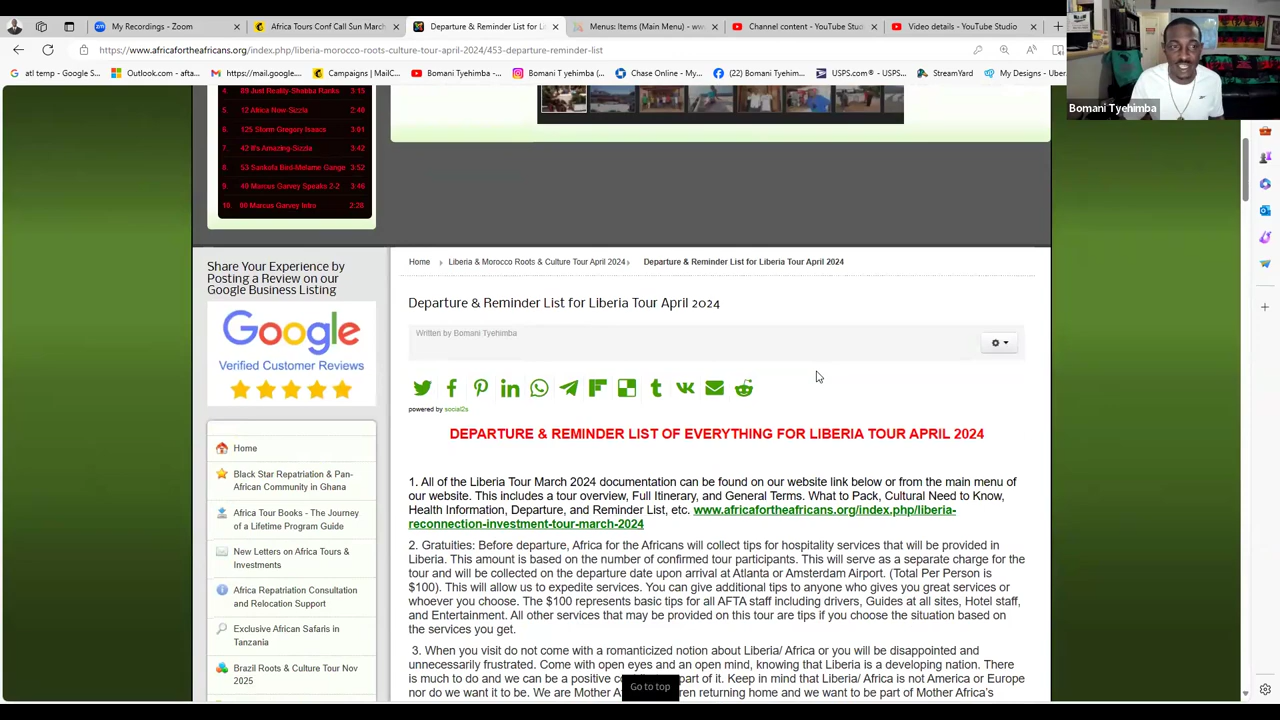 My Recordings - Zoom
Africa Tours Conf Call Sun March
Departure & Reminder List for Li
Menus: Items (Main Menu) - ww
Channel content - YouTube Studi
Video details - YouTube Studio
https://www.africafortheafricans.org/index.php/liberia-morocco-roots-culture-tour-april-2024/453-departure-reminder-list
atl temp - Google S...
Outlook.com - afta...
https://mail.google....
Campaigns | MailC...
Bomani Tyehimba -...
Bomani T yehimba (...
Chase Online - My...
(22) Bomani Tyehim...
USPS.com® - USPS...
StreamYard
My Designs - Uber
Bomani Tyehimba
4. 89 Just Reality-Shabba Ranks 3:15
5. 12 Africa Now-Sizzla 2:40
6. 125 Slurm Gregory Isaacs 3:01
7. 42 It's Amazing-Sizzla 3:42
8. 53 Sankofa Bird-Melame Gange 3:52
9. 49 Marcus Garvey Speaks 2-2 3:46
10. 90 Marcus Garvey Intro 2:28
Home
Liberia & Morocco Roots & Culture Tour April 2024
Departure & Reminder List for Liberia Tour April 2024
Share Your Experience by
Posting a Review on our
Google Business Listing
Google
Verified Customer Reviews
Home
Black Star Repatriation & Pan-
African Community in Ghana
Africa Tour Books - The Journey
of a Lifetime Program Guide
New Letters on Africa Tours &
Investments
Africa Repatriation Consultation
and Relocation Support
Exclusive African Safaris in
Tanzania
Brazil Roots & Culture Tour Nov
2025
Departure & Reminder List for Liberia Tour April 2024
Written by Bomani Tyehimba
powered by social2s
DEPARTURE & REMINDER LIST OF EVERYTHING FOR LIBERIA TOUR APRIL 2024
1. All of the Liberia Tour March 2024 documentation can be found on our website link below or from the main menu of
our website. This includes a tour overview, Full Itinerary, and General Terms. What to Pack, Cultural Need to Know,
Health Information, Departure, and Reminder List, etc. www.africafortheafricans.org/index.php/liberia-
reconnection-investment-tour-march-2024
2. Gratuities: Before departure, Africa for the Africans will collect tips for hospitality services that will be provided in
Liberia. This amount is based on the number of confirmed tour participants. This will serve as a separate charge for the
tour and will be collected on the departure date upon arrival at Atlanta or Amsterdam Airport. (Total Per Person is
$100). This will allow us to expedite services. You can give additional tips to anyone who gives you great services or
whoever you choose. The $100 represents basic tips for all AFTA staff including drivers, Guides at all sites, Hotel staff,
and Entertainment. All other services that may be provided on this tour are tips if you choose the situation based on
the services you get.
3. When you visit do not come with a romanticized notion about Liberia/ Africa or you will be disappointed and
unnecessarily frustrated. Come with open eyes and an open mind, knowing that Liberia is a developing nation. There
is much to do and we can be a positive part of it. Keep in mind that Liberia/ Africa is not America or Europe
nor do we want it to be. We are Mother returning home and we want to be part of Mother Africa's
Go to top